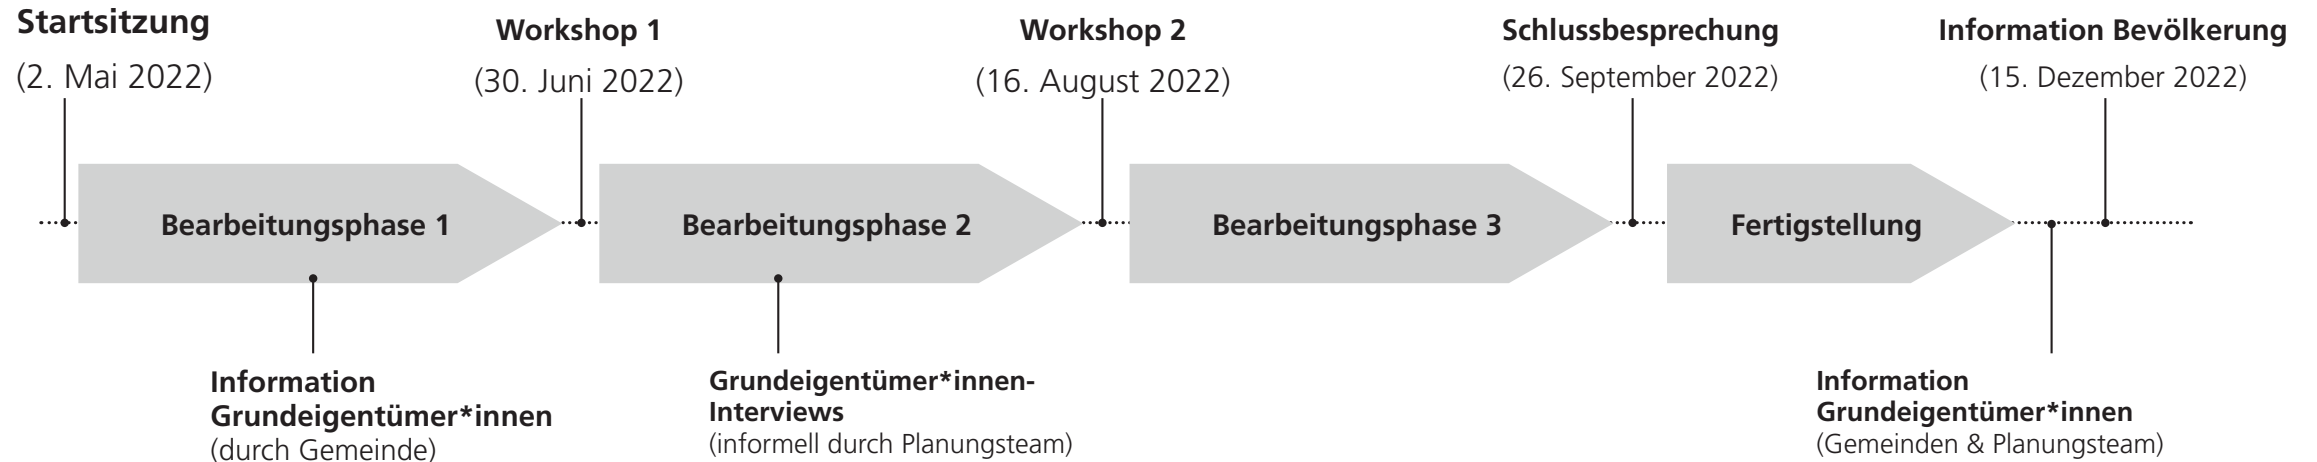 Startsitzung
(2. Mai 2022)
Workshop 1
(30. Juni 2022)
Workshop 2
(16. August 2022)
Schlussbesprechung
(26. September 2022)
Information Bevölkerung
(15. Dezember 2022)
Bearbeitungsphase 1
Bearbeitungsphase 2
Bearbeitungsphase 3
Fertigstellung
Information
Grundeigentümer*innen
(durch Gemeinde)
Grundeigentümer*innen-
Interviews
(informell durch Planungsteam)
Information
Grundeigentümer*innen
(Gemeinden & Planungsteam)